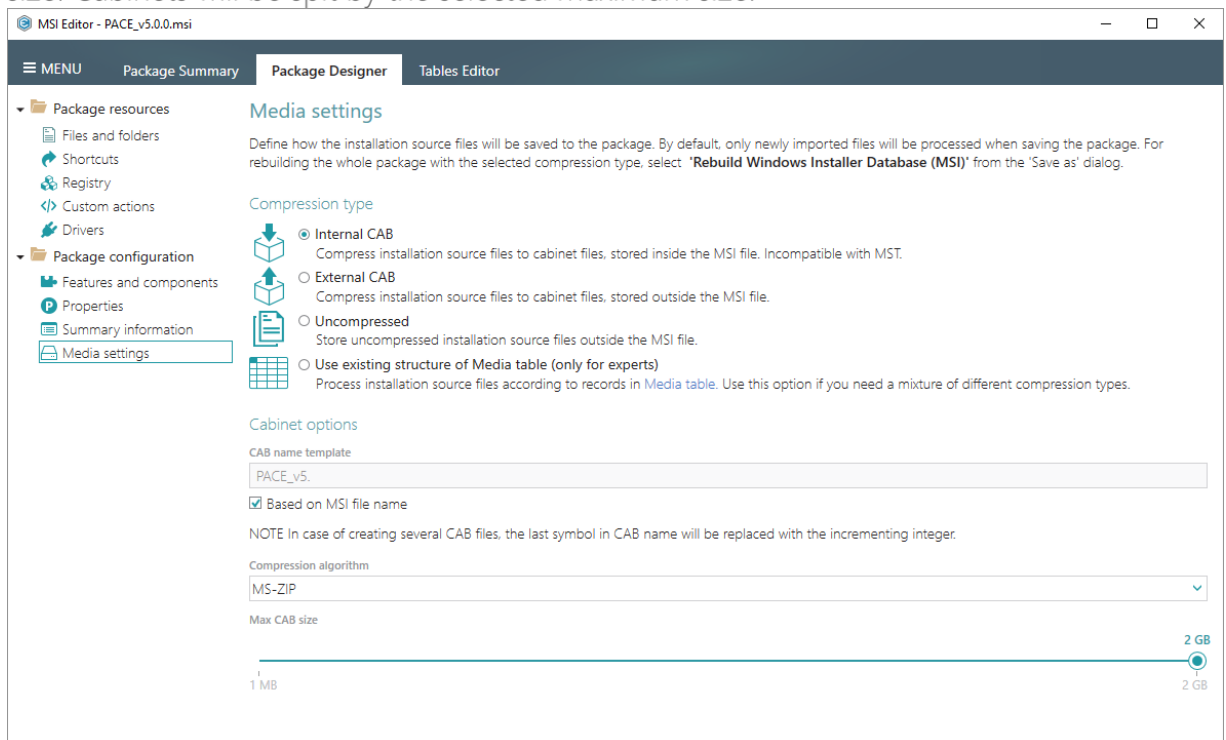 size. Cabinets will be split by the selected maximum size.
MSI Editor - PACE_v5.0.0.msi
MENU
Package Summary
Package Designer
Tables Editor
Package resources
Files and folders
Shortcuts
Registry
Custom actions
Drivers
Package configuration
Features and components
Properties
Summary information
Media settings
Media settings
Define how the installation source files will be saved to the package. By default, only newly imported files will be processed when saving the package. For
rebuilding the whole package with the selected compression type, select 'Rebuild Windows Installer Database (MSI)' from the 'Save as' dialog.
Compression type
Internal CAB
Compress installation source files to cabinet files, stored inside the MSI file. Incompatible with MST.
External CAB
Compress installation source files to cabinet files, stored outside the MSI file.
Uncompressed
Store uncompressed installation source files outside the MSI file.
Use existing structure of Media table (only for experts)
Process installation source files according to records in Media table. Use this option if you need a mixture of different compression types.
Cabinet options
CAB name template
PACE_v5.
Based on MSI file name
NOTE In case of creating several CAB files, the last symbol in CAB name will be replaced with the incrementing integer.
Compression algorithm
MS-ZIP
Max CAB size
2 GB
1 MB
2 GB